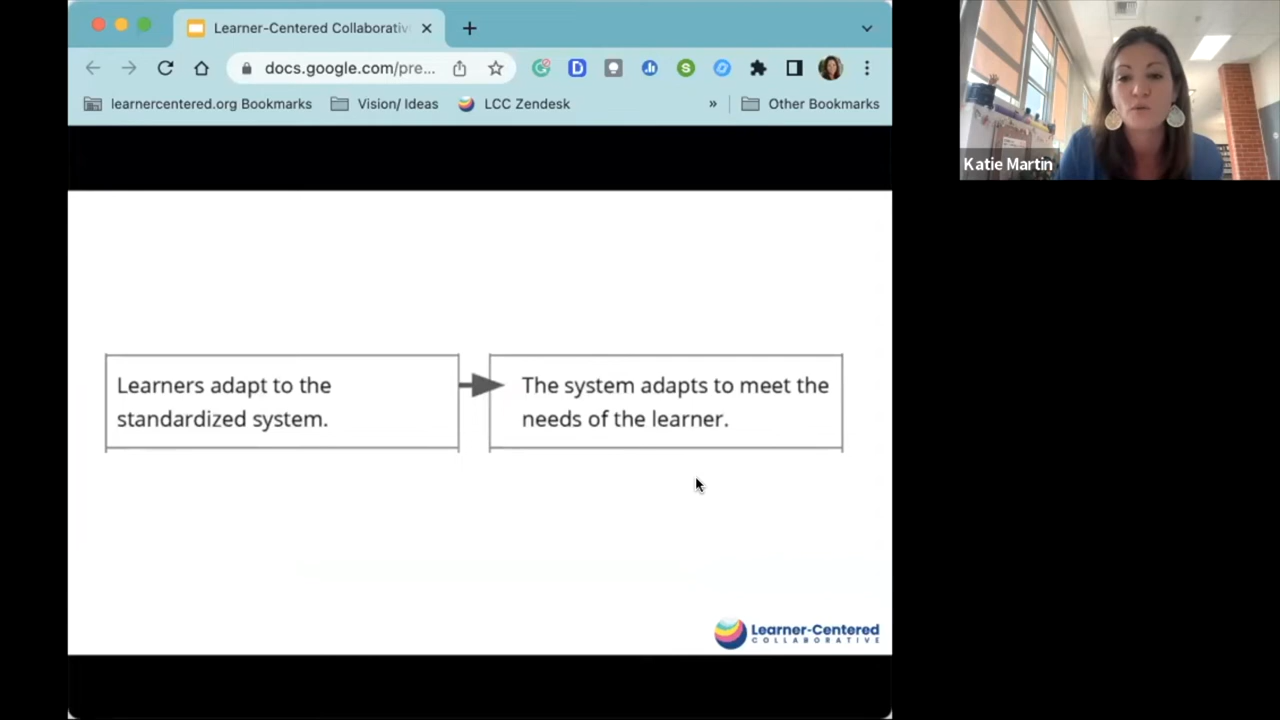 Learner-Centered Collaborativ
docs.google.com/pre...
learnercentered.org Bookmarks
Vision/ Ideas
LCC Zendesk
»
Other Bookmarks
Katie Martin
Learners adapt to the
standardized system.
The system adapts to meet the
needs of the learner.
Learner-Centered
COLLABORATIVE